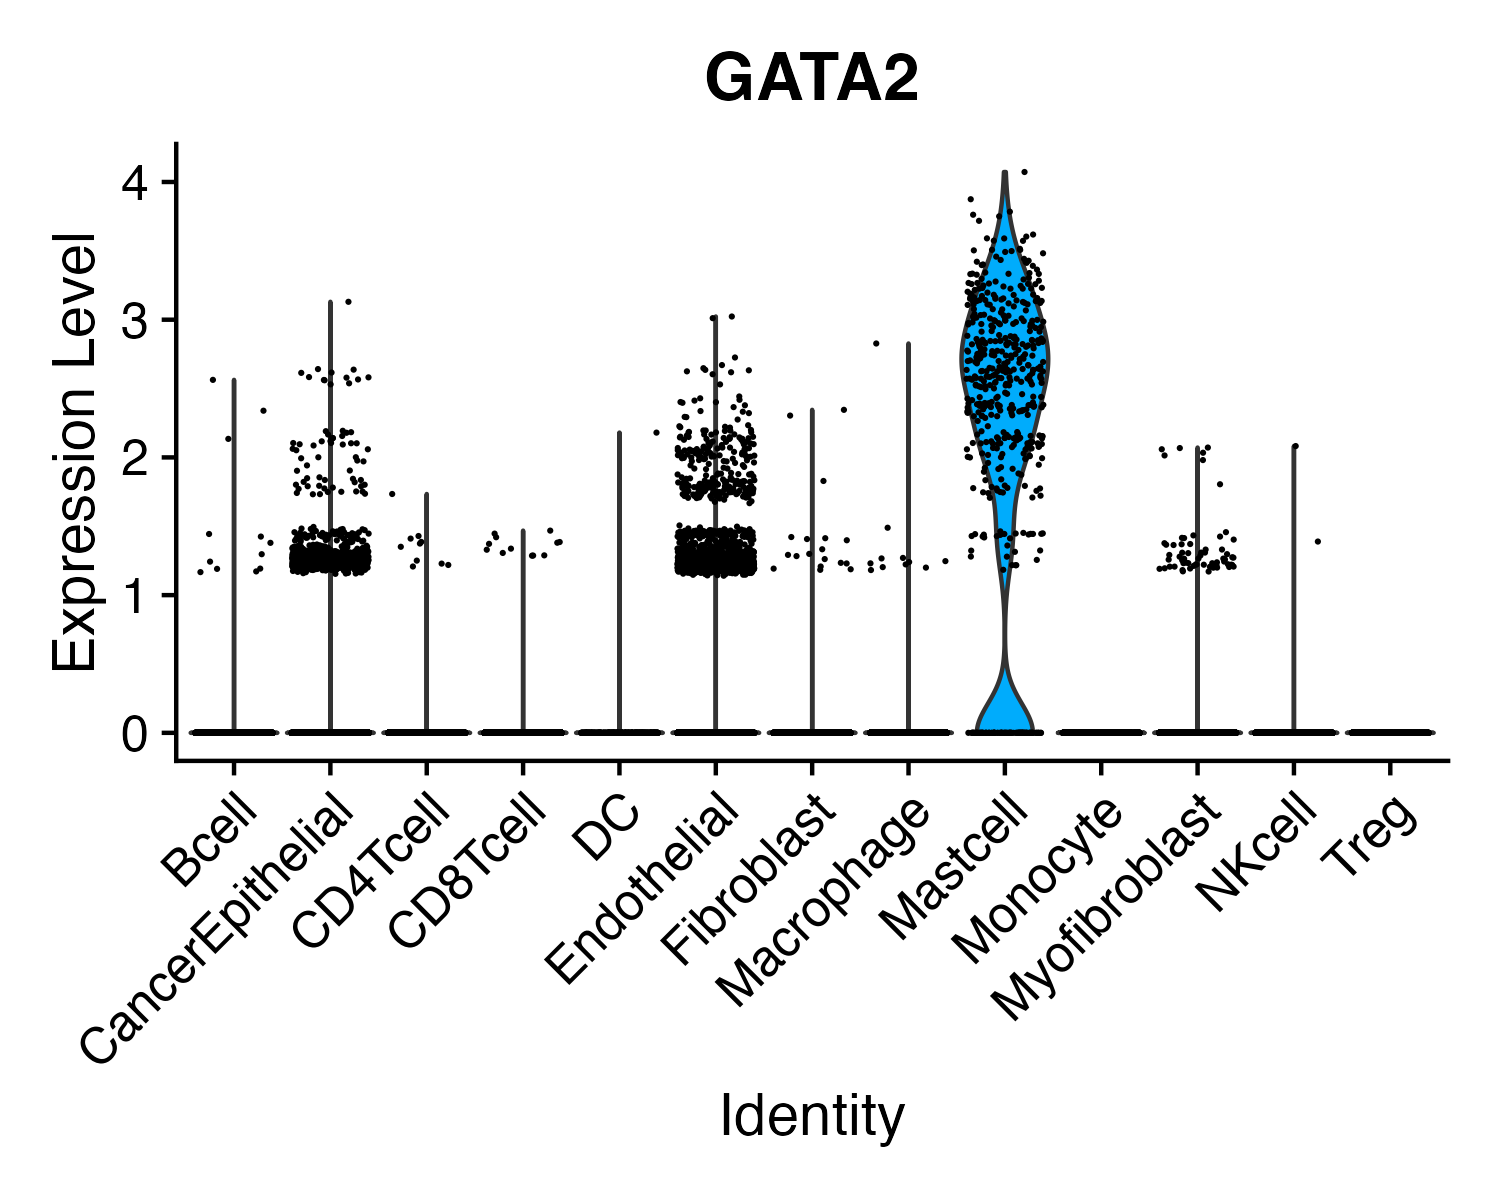 GATA2
Expression Level
4
3
2
1
0
Bcell
CancerEpithelial
CD4Tcell
CD8Tcell
DC
Endothelial
Fibroblast
Macrophage
Mastcell
Monocyte
Myofibroblast
NKcell
Treg
Identity